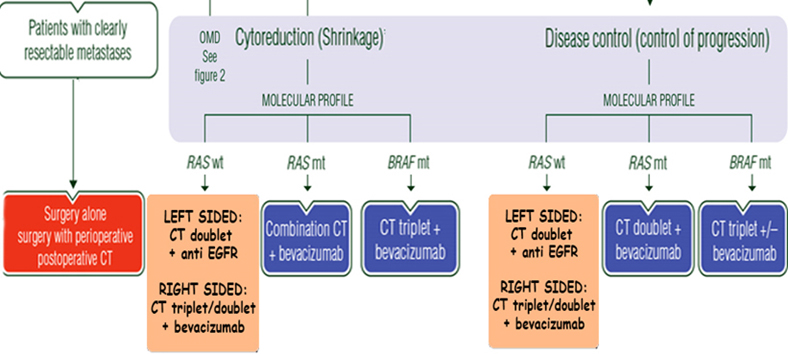 Patients with clearly
resectable metastases
OMD
See
figure 2
Cytoreduction (Shrinkage)
Disease control (control of progression)
MOLECULAR PROFILE
MOLECULAR PROFILE
RAS wt
RAS mt
BRAF mt
RAS wt
RAS mt
BRAF mt
Surgery alone
surgery with perioperative
postoperative CT
LEFT SIDED:
CT doublet
+ anti EGFR
RIGHT SIDED:
CT triplet/doublet
+ bevacizumab
Combination CT
+ bevacizumab
CT triplet +
bevacizumab
LEFT SIDED:
CT doublet
+ anti EGFR
RIGHT SIDED:
CT triplet/doublet
+ bevacizumab
CT doublet +
bevacizumab
CT triplet +/–
bevacizumab